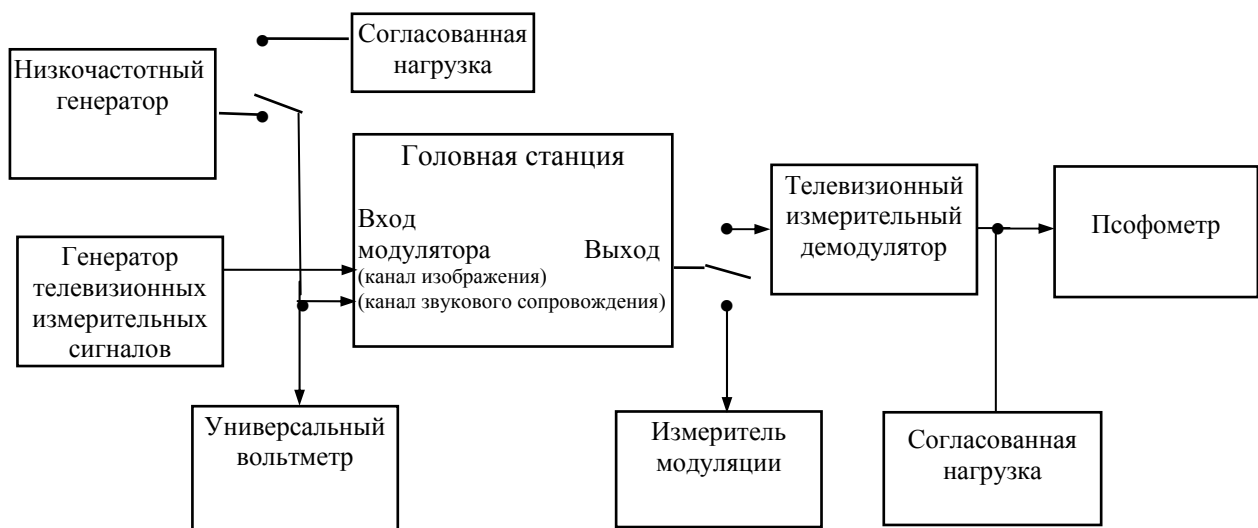 Согласованная
нагрузка
Низкочастотный
генератор
Головная станция
Вход
модулятора
(канал изображения)
(канал звукового сопровождения)
Выход
Телевизионный
измерительный
демодулятор
Псофометр
Генератор
телевизионных
измерительных
сигналов
Универсальный
вольтметр
Измеритель
модуляции
Согласованная
нагрузка